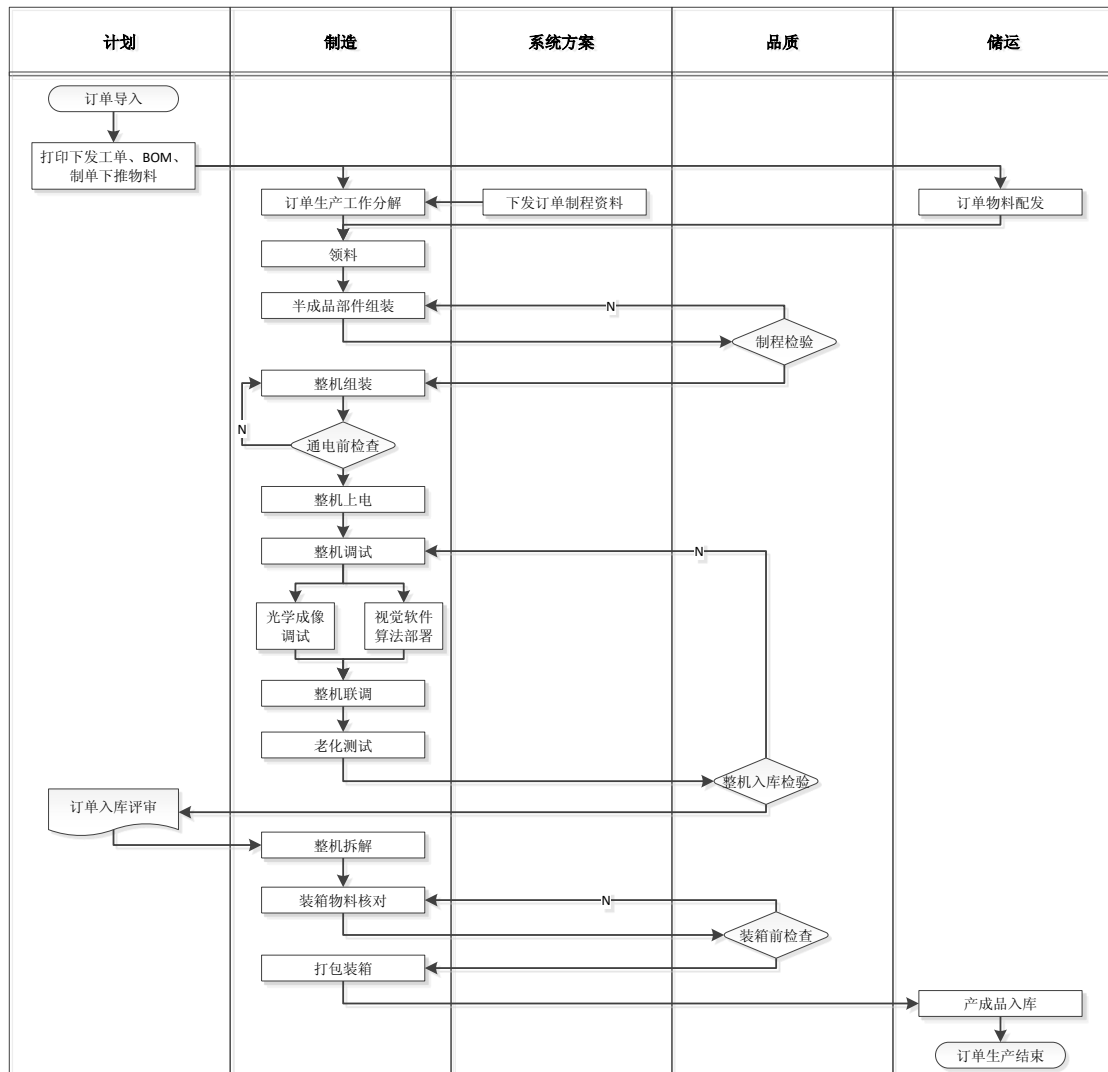 计划
制造
系统方案
品质
储运
订单导入
打印下发工单、BOM、
制单下推物料
订单生产工作分解
下发订单制程资料
订单物料配发
领料
半成品部件组装
N
制程检验
整机组装
N
通电前检查
整机上电
整机调试
N
光学成像
调试
视觉软件
算法部署
整机联调
老化测试
整机入库检验
订单入库评审
整机拆解
装箱物料核对
N
装箱前检查
打包装箱
产成品入库
订单生产结束